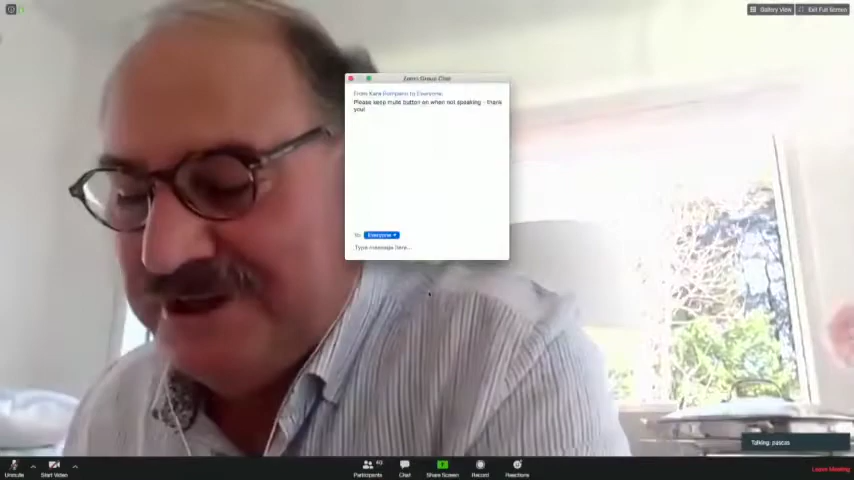 Gallery View
Exit Full Screen
Zoom Group Chat
From Kara Rumpano to Everyone:
Please keep mute button on when not speaking - thank
you!
To:
Everyone
Type message here...
Talking: pascas
Unmute
Start Video
Participants
Chat
Share Screen
Record
Reactions
Leave Meeting